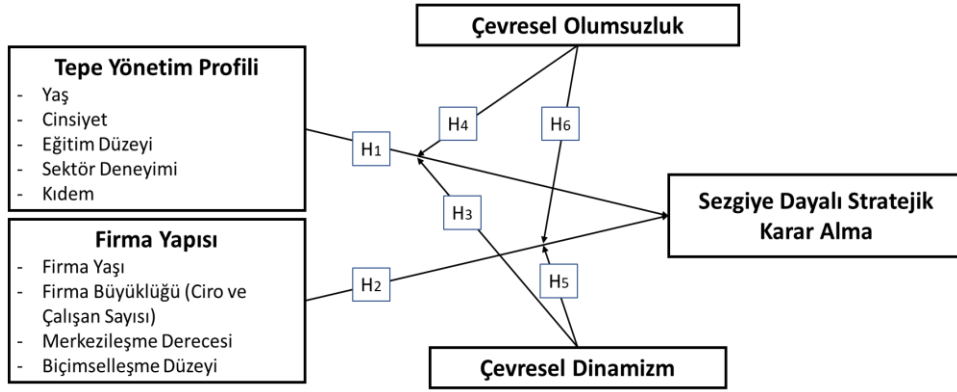 Çevresel Olumsuzluk
Tepe Yönetim Profili
- Yaş
- Cinsiyet
- Eğitim Düzeyi
- Sektör Deneyimi
- Kıdem
H4
H6
H1
H3
Sezgiye Dayalı Stratejik
Karar Alma
Firma Yapısı
- Firma Yaşı
- Firma Büyüklüğü (Ciro ve
Çalışan Sayısı)
- Merkezileşme Derecesi
- Biçimselleşme Düzeyi
H2
H5
Çevresel Dinamizm